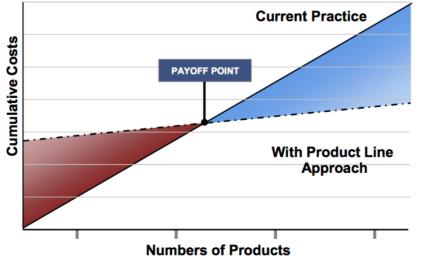 Current Practice
PAYOFF POINT
Cumulative Costs
With Product Line
Approach
Numbers of Products